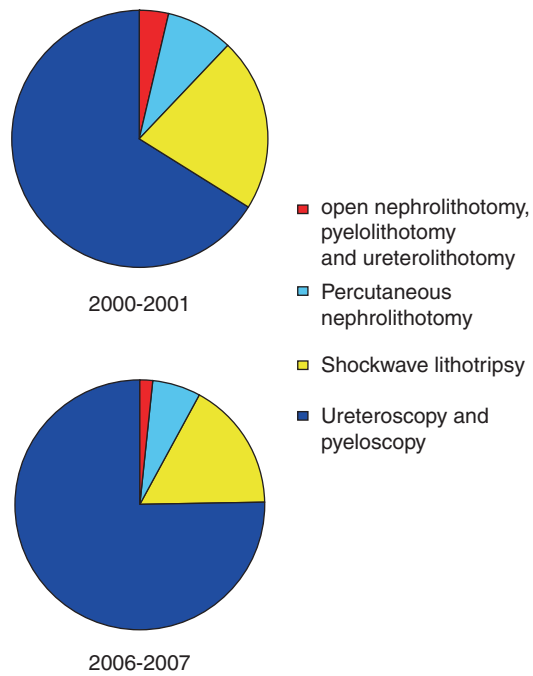 2000-2001
open nephrolithotomy,
pyelolithotomy
and ureterolithotomy
Percutaneous
nephrolithotomy
Shockwave lithotripsy
Ureteroscopy and
pyeloscopy
2006-2007